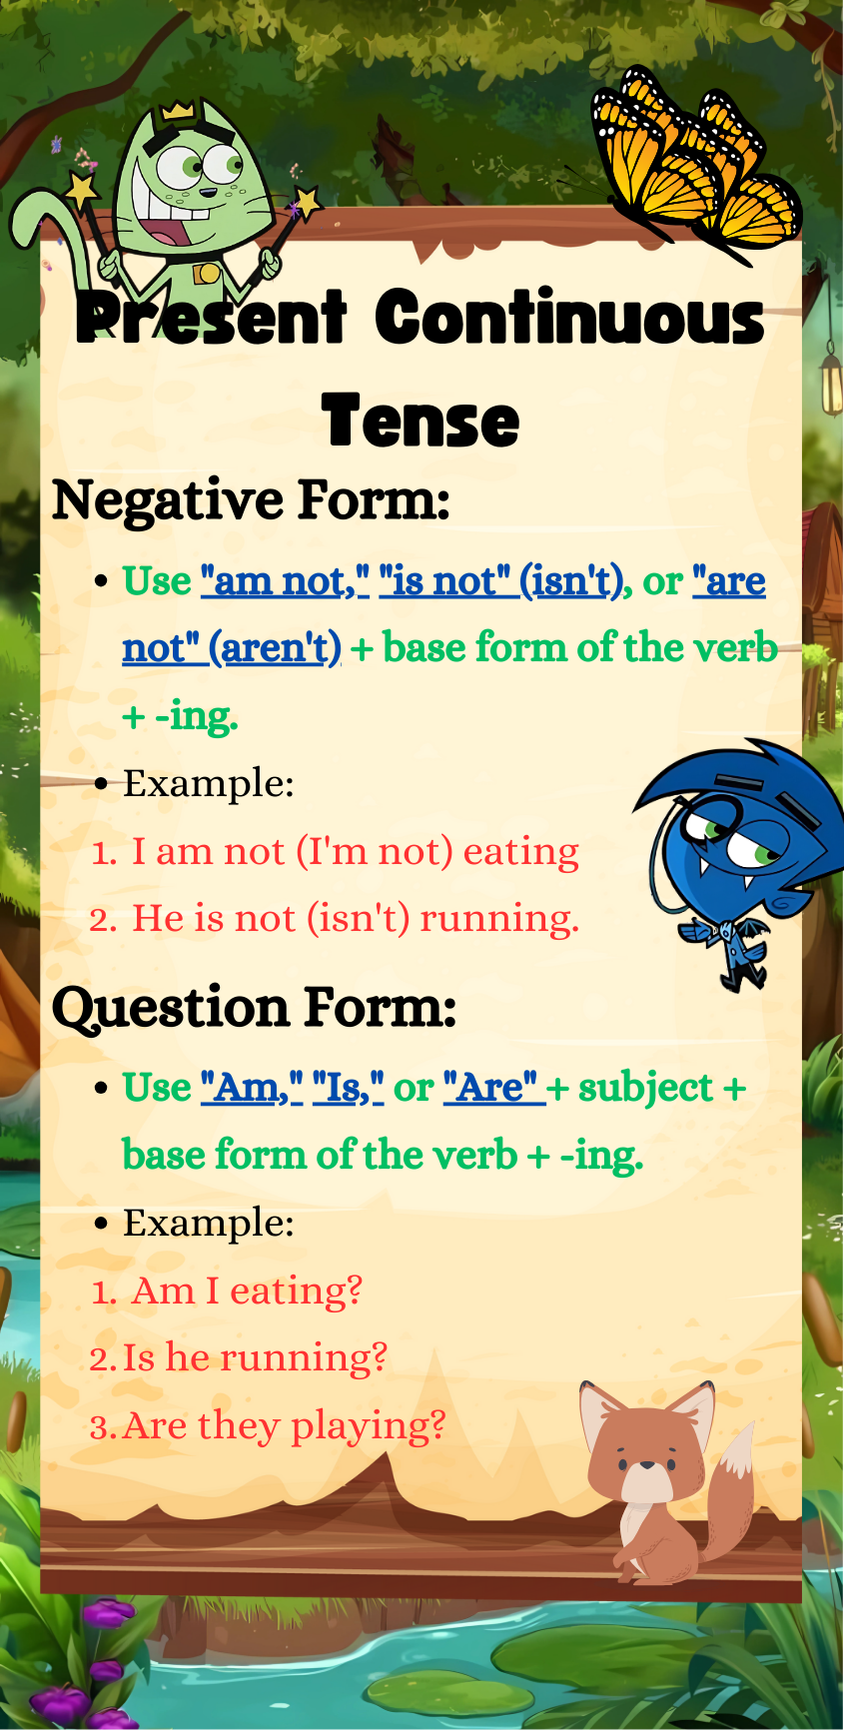 Present Continuous
Tense
Negative Form:
• Use "am not," "is not" (isn't), or "are
not" (aren't) + base form of the verb
+ -ing.
• Example:
1. I am not (I'm not) eating
2. He is not (isn't) running.
Question Form:
• Use "Am," "Is," or "Are" + subject +
base form of the verb + -ing.
• Example:
1. Am I eating?
2. Is he running?
3. Are they playing?